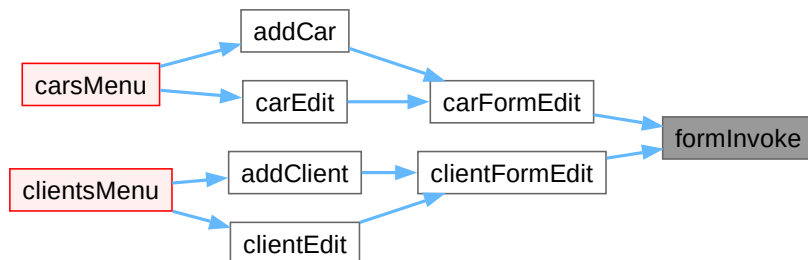 addCar
carsMenu
carEdit
carFormEdit
formInvoke
addClient
clientFormEdit
clientsMenu
clientEdit